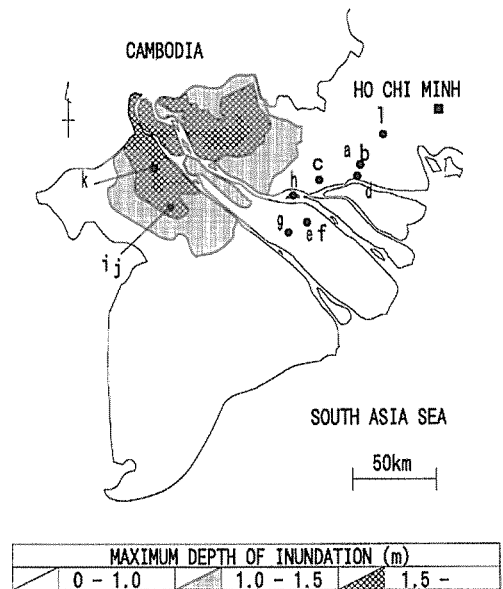 CAMBODIA
HO CHI MINH
l
a b
c
d
k
h
g
e f
i j
SOUTH ASIA SEA
50km
MAXIMUM DEPTH OF INUNDATION (m)
0 - 1.0 1.0 - 1.5 1.5 -